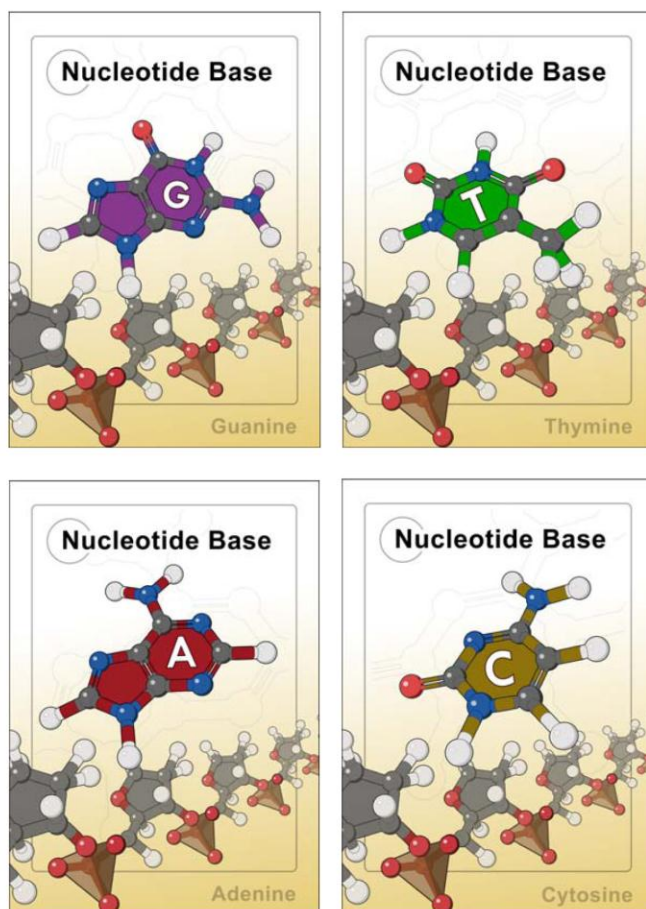 Nucleotide Base
G
Guanine
Nucleotide Base
T
Thymine
Nucleotide Base
A
Adenine
Nucleotide Base
C
Cytosine